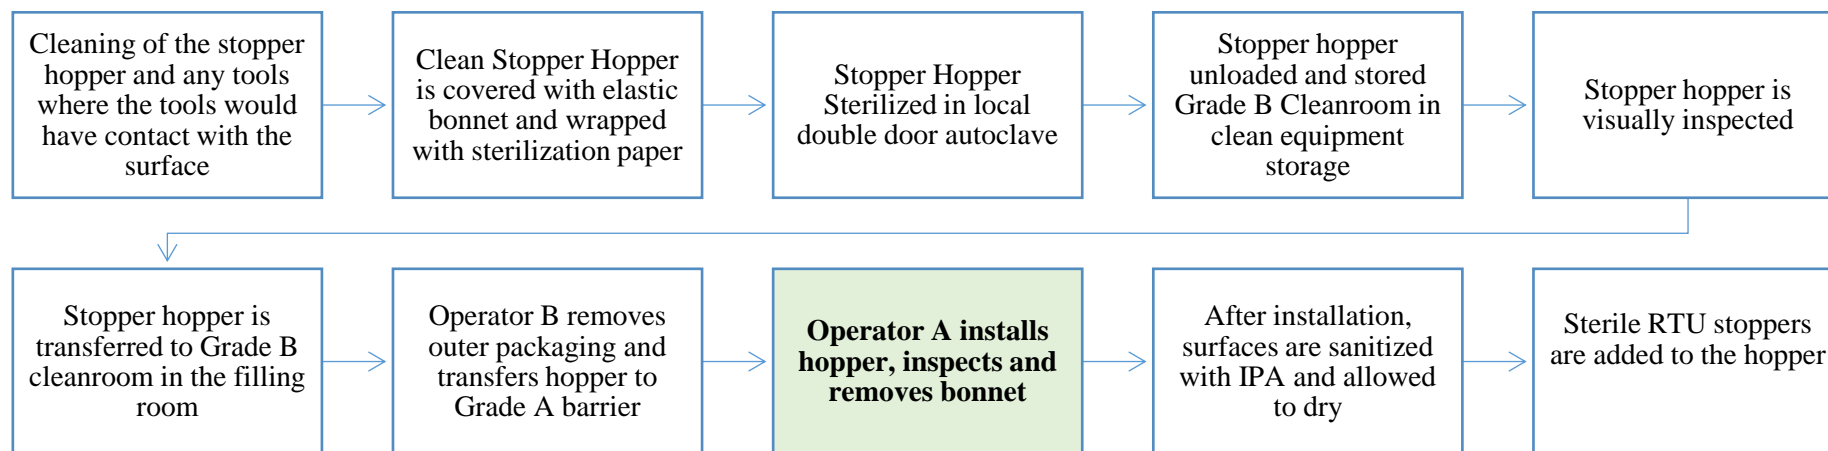 Cleaning of the stopper
hopper and any tools
where the tools would
have contact with the
surface
Clean Stopper Hopper
is covered with elastic
bonnet and wrapped
with sterilization paper
Stopper Hopper
Sterilized in local
double door autoclave
Stopper hopper
unloaded and stored
Grade B Cleanroom in
clean equipment
storage
Stopper hopper is
visually inspected
Stopper hopper is
transferred to Grade B
cleanroom in the filling
room
Operator B removes
outer packaging and
transfers hopper to
Grade A barrier
Operator A installs
hopper, inspects and
removes bonnet
After installation,
surfaces are sanitized
with IPA and allowed
to dry
Sterile RTU stoppers
are added to the hopper